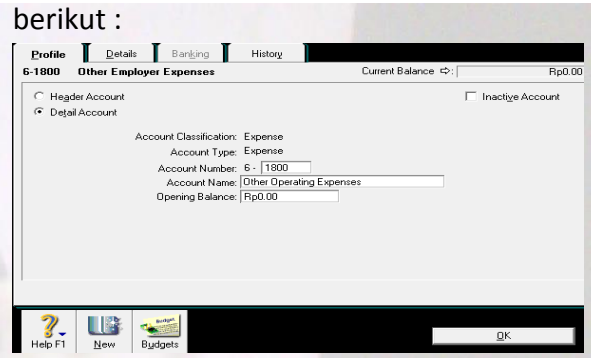 berikut :
Profile Details Banking History
6-1800 Other Employer Expenses Current Balance ⇨: Rp0.00
Header Account Inactive Account
Detail Account
Account Classification: Expense
Account Type: Expense
Account Number: 6 - 1800
Account Name: Other Operating Expenses
Opening Balance: Rp0.00
Budget
Help F1 New Budgets OK